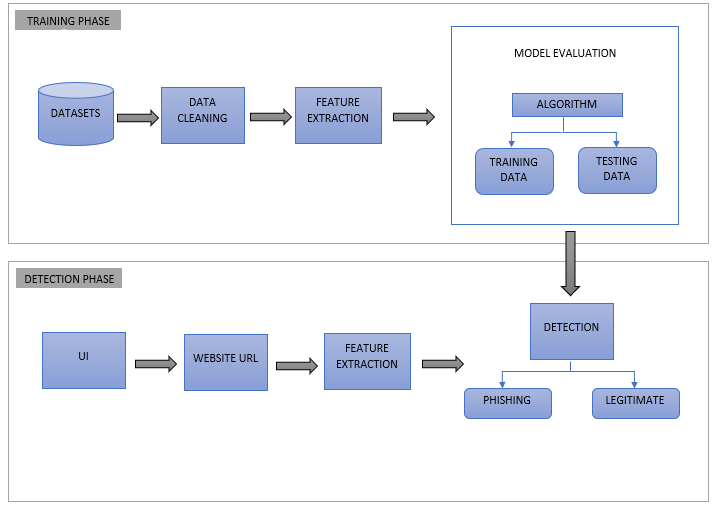 TRAINING PHASE
MODEL EVALUATION
DATASETS
DATA
CLEANING
FEATURE
EXTRACTION
ALGORITHM
TRAINING
DATA
TESTING
DATA
DETECTION PHASE
UI
WEBSITE URL
FEATURE
EXTRACTION
DETECTION
PHISHING
LEGITIMATE